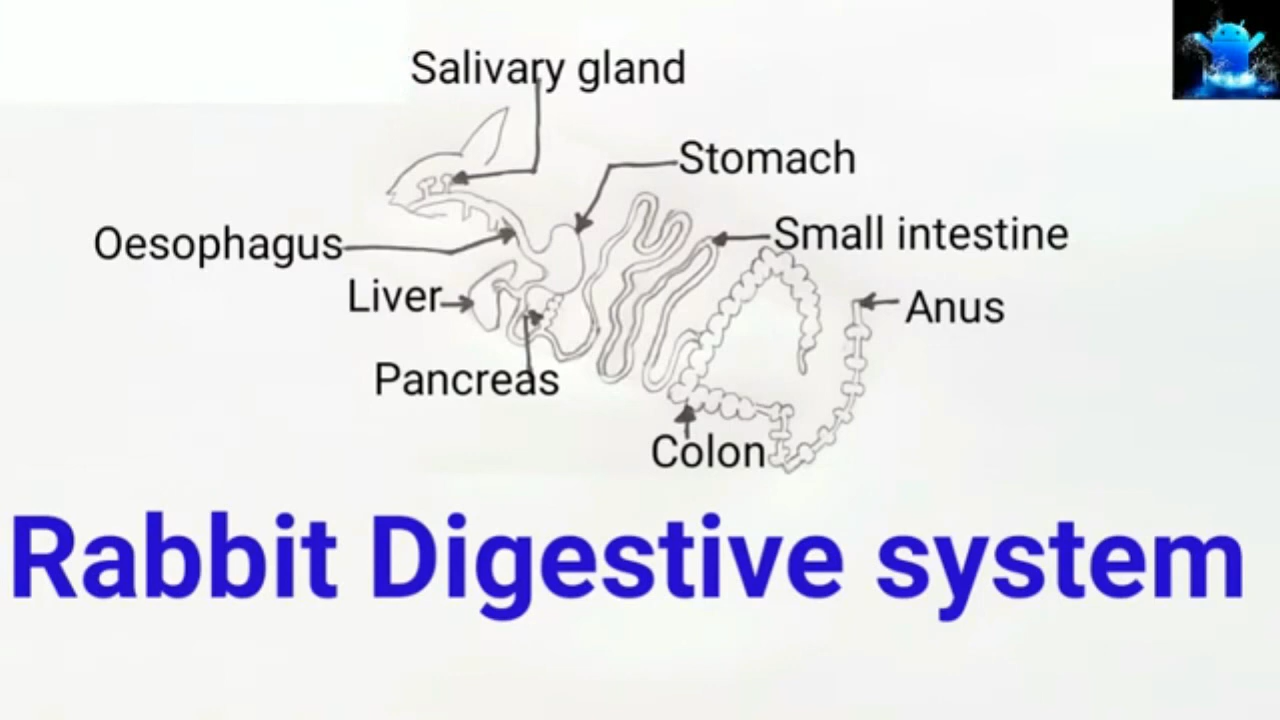 Salivary gland
Stomach
Oesophagus
Small intestine
Liver
Anus
Pancreas
Colon
Rabbit Digestive system